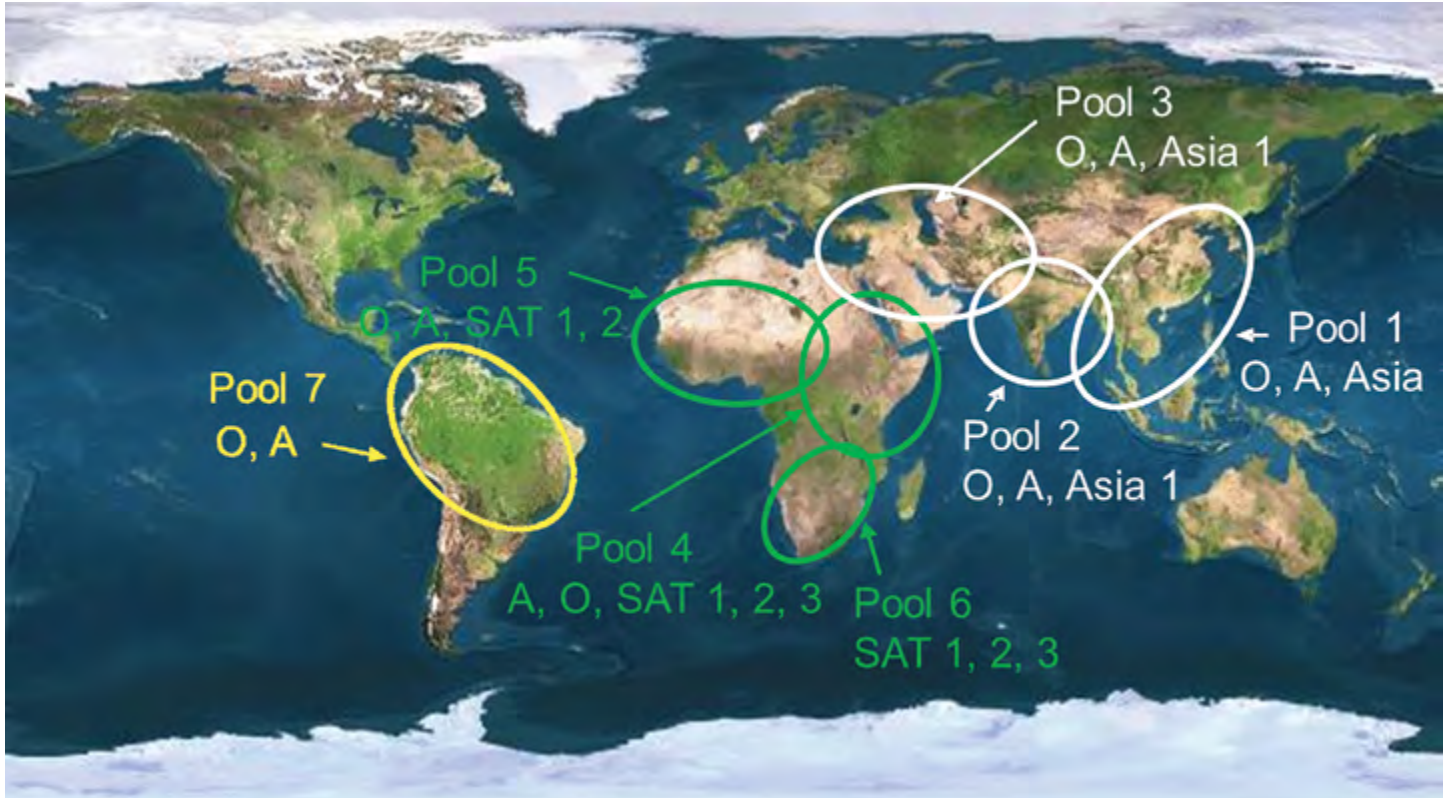 Pool 3
O, A, Asia 1
Pool 5
O, A, SAT 1, 2
Pool 1
O, A, Asia
Pool 7
O, A
Pool 2
O, A, Asia 1
Pool 4
A, O, SAT 1, 2, 3
Pool 6
SAT 1, 2, 3